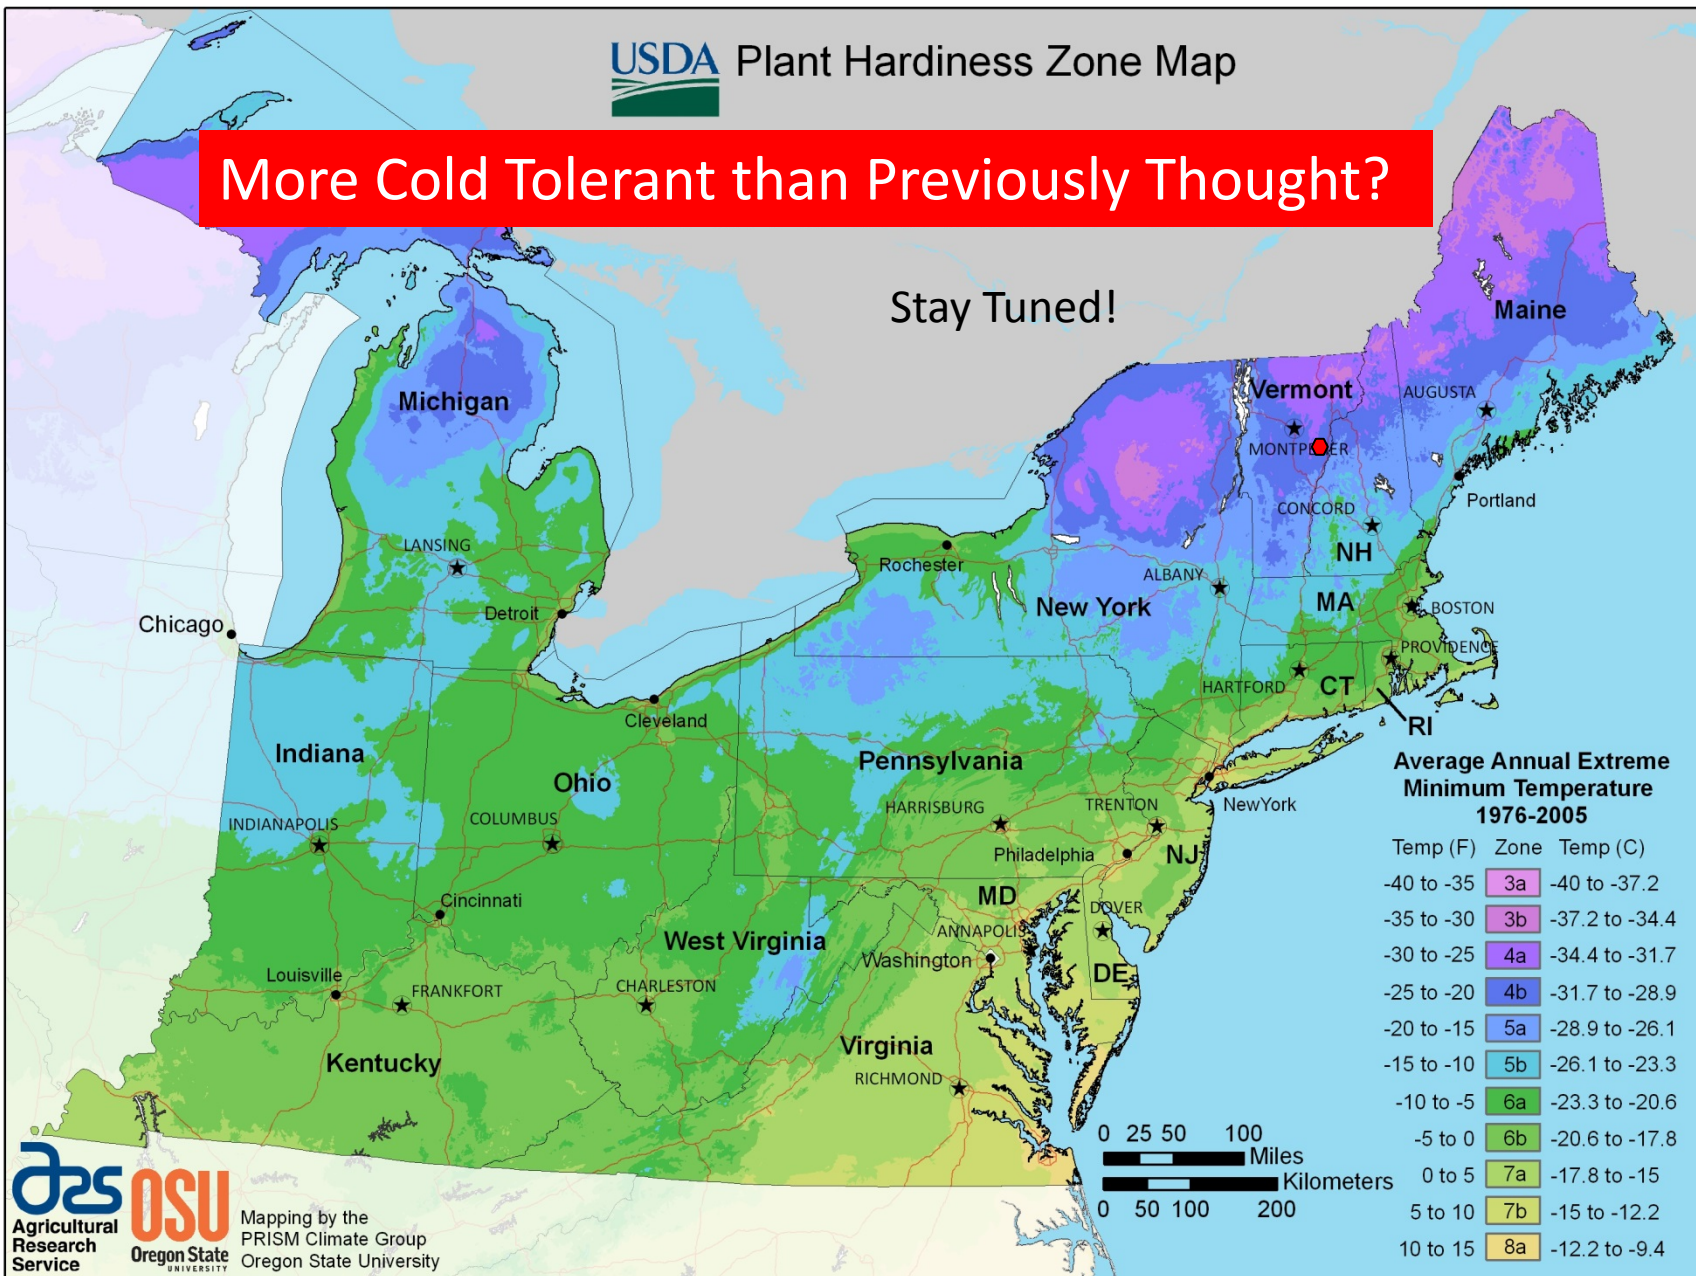 USDA Plant Hardiness Zone Map
More Cold Tolerant than Previously Thought?
Stay Tuned!
Maine
Vermont
AUGUSTA
Michigan
MONTPELIER
Portland
CONCORD
NH
LANSING
Rochester
ALBANY
Detroit
New York
MA
BOSTON
Chicago
PROVIDENCE
HARTFORD
CT
Cleveland
RI
Indiana
Ohio
Pennsylvania
HARRISBURG
TRENTON
NewYork
INDIANAPOLIS
COLUMBUS
Philadelphia
NJ
MD
Cincinnati
DOVER
West Virginia
ANNAPOLIS
Washington
Louisville
FRANKFORT
CHARLESTON
DE
Virginia
Kentucky
RICHMOND
Average Annual Extreme
Minimum Temperature
1976-2005
Temp (F) Zone Temp (C)
-40 to -35 3a -40 to -37.2
-35 to -30 3b -37.2 to -34.4
-30 to -25 4a -34.4 to -31.7
-25 to -20 4b -31.7 to -28.9
-20 to -15 5a -28.9 to -26.1
-15 to -10 5b -26.1 to -23.3
-10 to -5 6a -23.3 to -20.6
-5 to 0 6b -20.6 to -17.8
0 to 5 7a -17.8 to -15
5 to 10 7b -15 to -12.2
10 to 15 8a -12.2 to -9.4
0 25 50 100
Miles
Kilometers
0 50 100 200
ars
Agricultural
Research
Service
OSU
Oregon State
UNIVERSITY
Mapping by the
PRISM Climate Group
Oregon State University